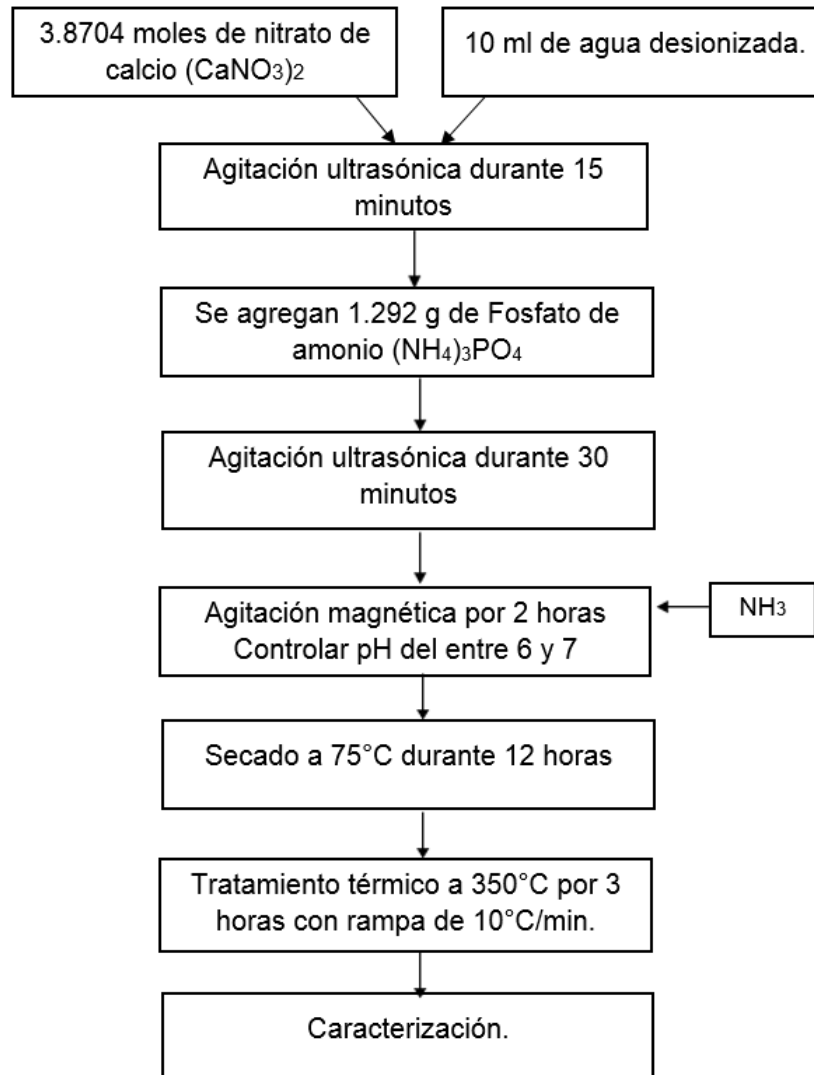 3.8704 moles de nitrato de
calcio (CaNO3)2
10 ml de agua desionizada.
Agitación ultrasónica durante 15
minutos
Se agregan 1.292 g de Fosfato de
amonio (NH4)3PO4
Agitación ultrasónica durante 30
minutos
Agitación magnética por 2 horas
Controlar pH del entre 6 y 7
NH3
Secado a 75°C durante 12 horas
Tratamiento térmico a 350°C por 3
horas con rampa de 10°C/min.
Caracterización.